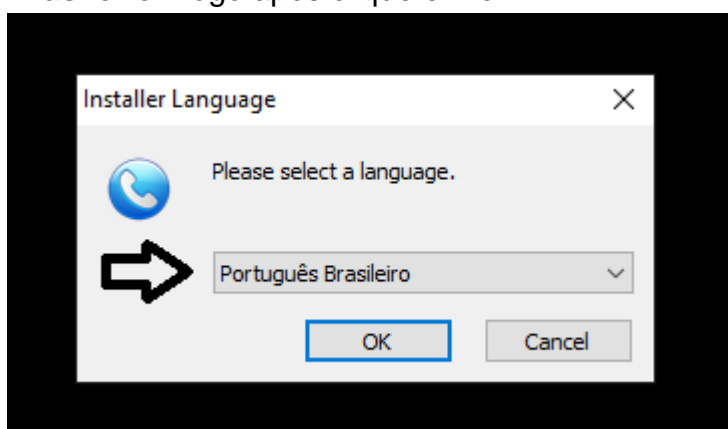 Installer Language
Please select a language.
Português Brasileiro
OK
Cancel